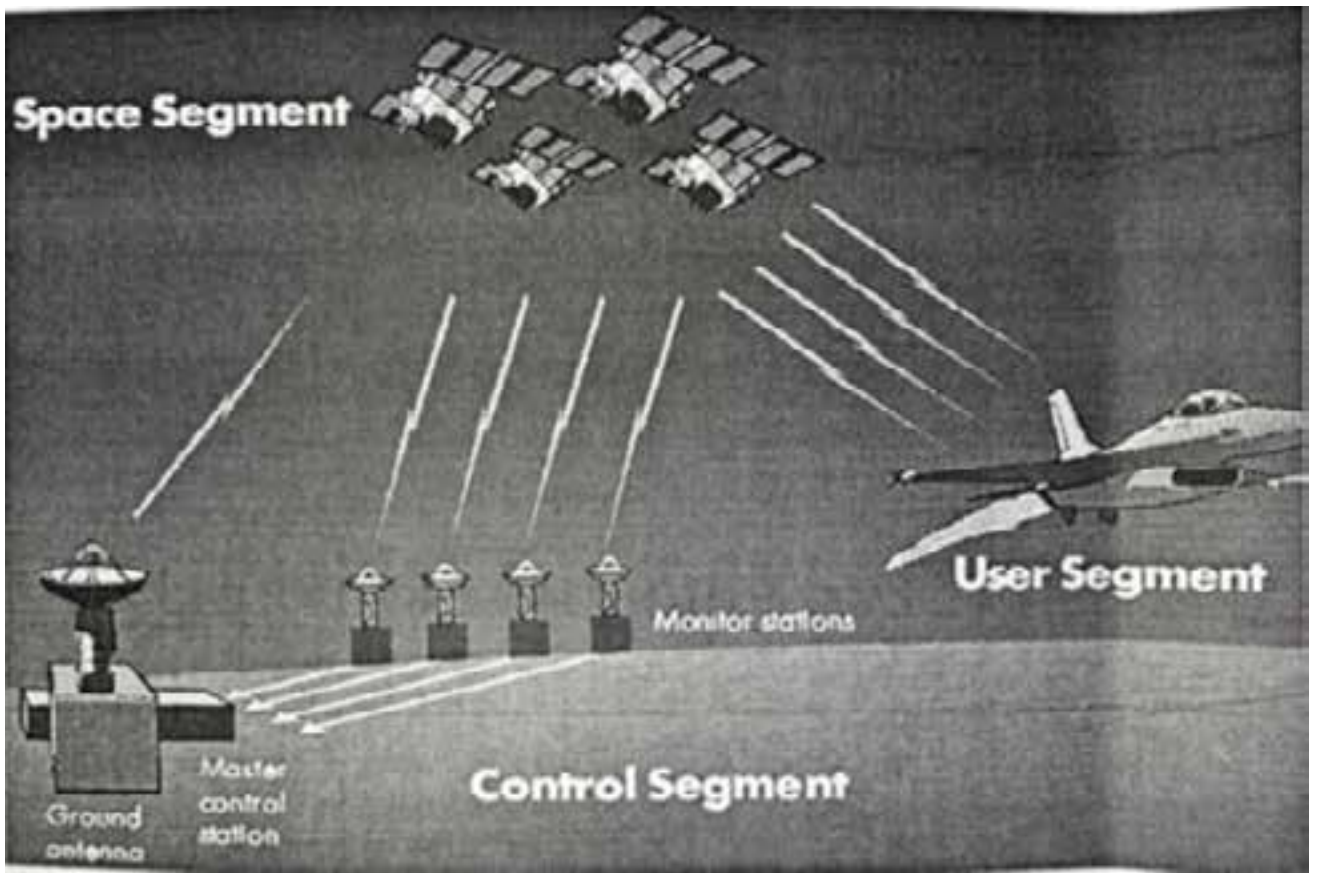 Space Segment
User Segment
Monitor stations
Control Segment
Master
control
station
Ground
antenna